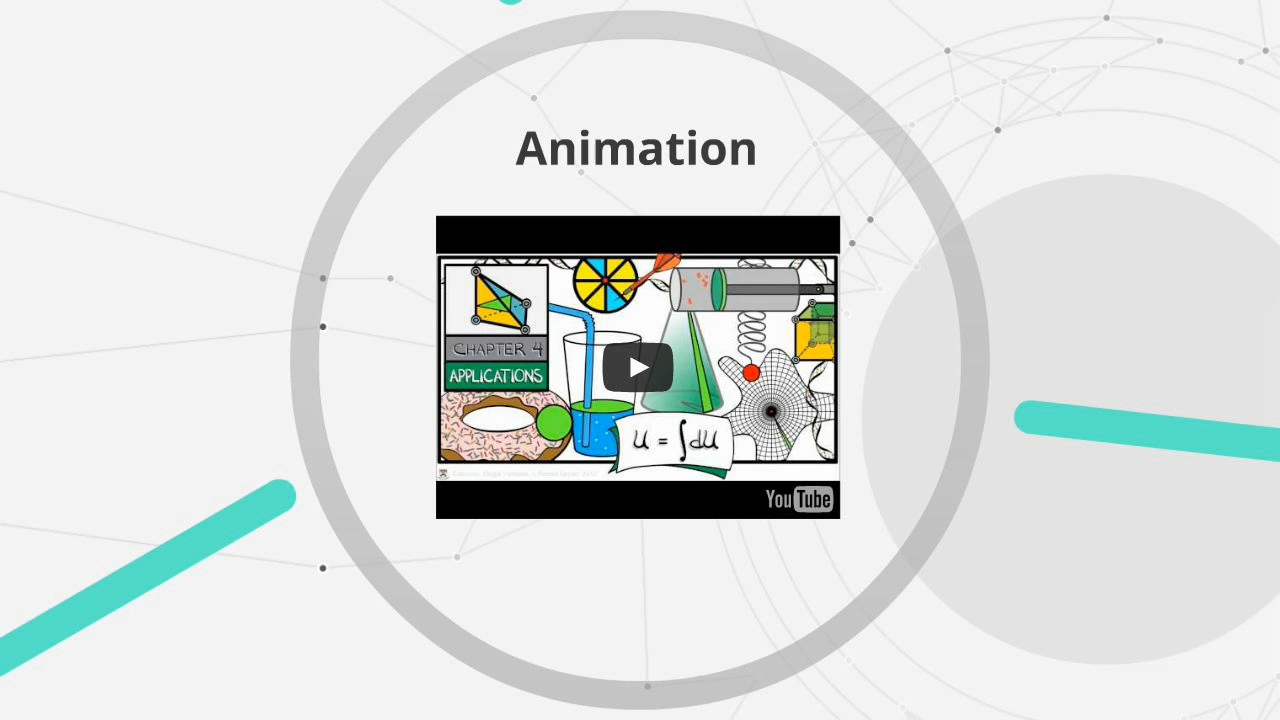 Animation
CHAPTER 4
APPLICATIONS
u = ∫du
YouTube